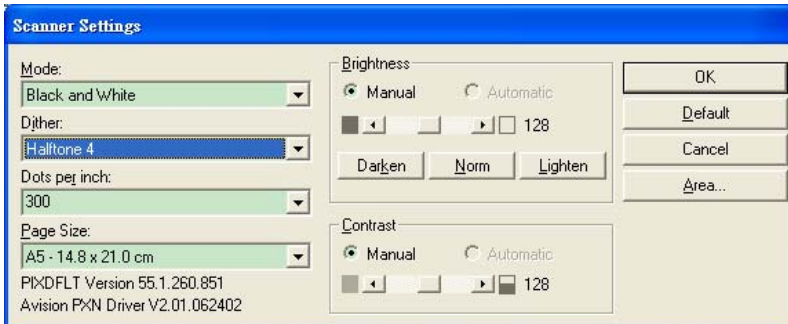 Scanner Settings
Mode:
Black and White
Dither:
Halftone 4
Dots per inch:
300
Page Size:
A5 - 14.8 x 21.0 cm
PIXDFLT Version 55.1.260.851
Avision PXN Driver V2.01.062402
Brightness
Manual Automatic
128
Darken Norm Lighten
Contrast
Manual Automatic
128
OK
Default
Cancel
Area...